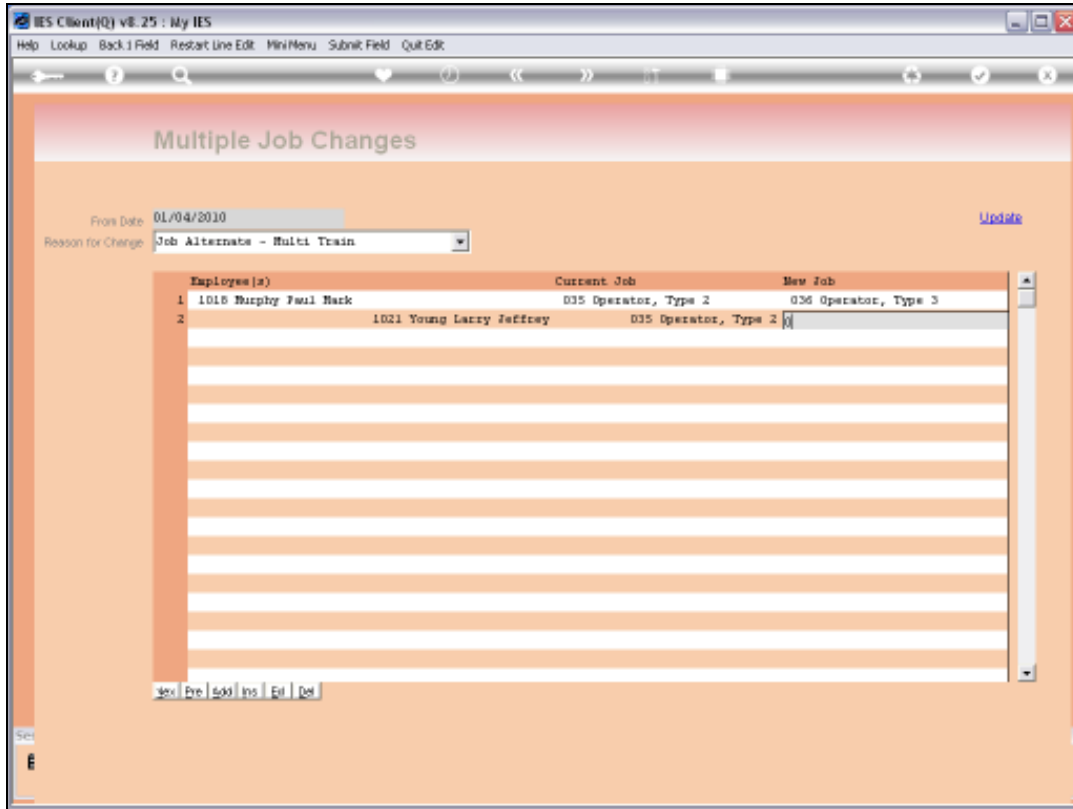 IES Client(Q) v8.25 : My IES
Help Lookup Back 1 Field Restart Line Edit MiniMenu Submit Field Quit Edit
Multiple Job Changes
From Date 01/04/2010 Update
Reason for Change Job Alternate - Multi Train
Employee(s) Current Job New Job
1 1018 Murphy Paul Mark 035 Operator, Type 2 036 Operator, Type 3
2 1021 Young Larry Jeffrey 035 Operator, Type 2 0
Nex Pre Add Ins Edi Del